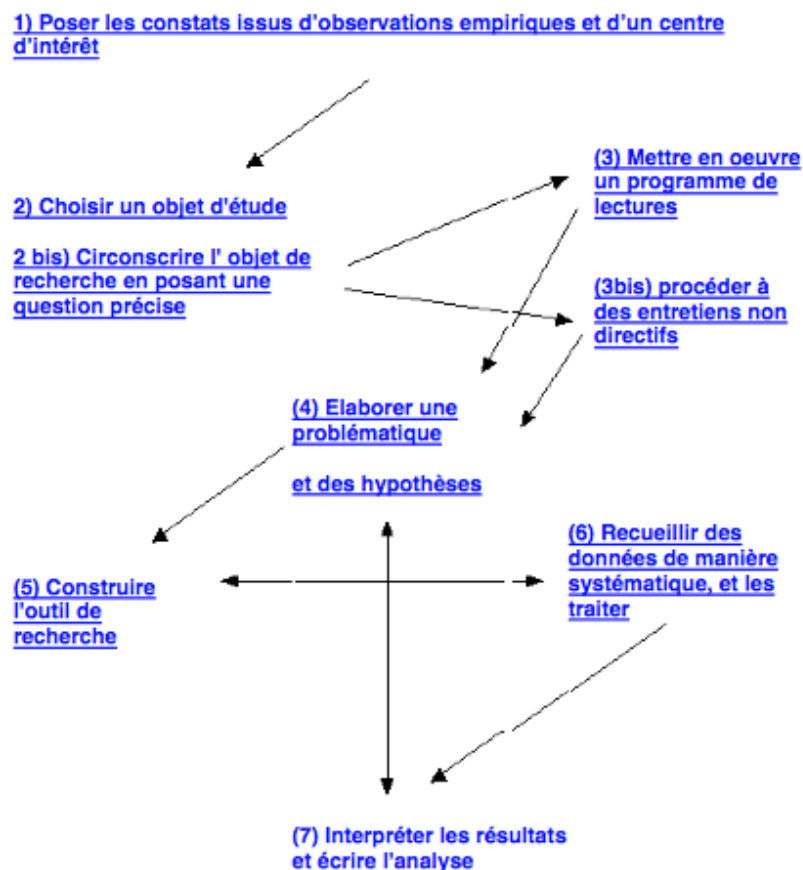 1) Poser les constats issus d'observations empiriques et d'un centre
d'intérêt
2) Choisir un objet d'étude
2 bis) Circonscrire l' objet de
recherche en posant une
question précise
(3) Mettre en oeuvre
un programme de
lectures
(3bis) procéder à
des entretiens non
directifs
(4) Elaborer une
problématique
et des hypothèses
(5) Construire
l'outil de
recherche
(6) Recueillir des
données de manière
systématique, et les
traiter
(7) Interpréter les résultats
et écrire l'analyse